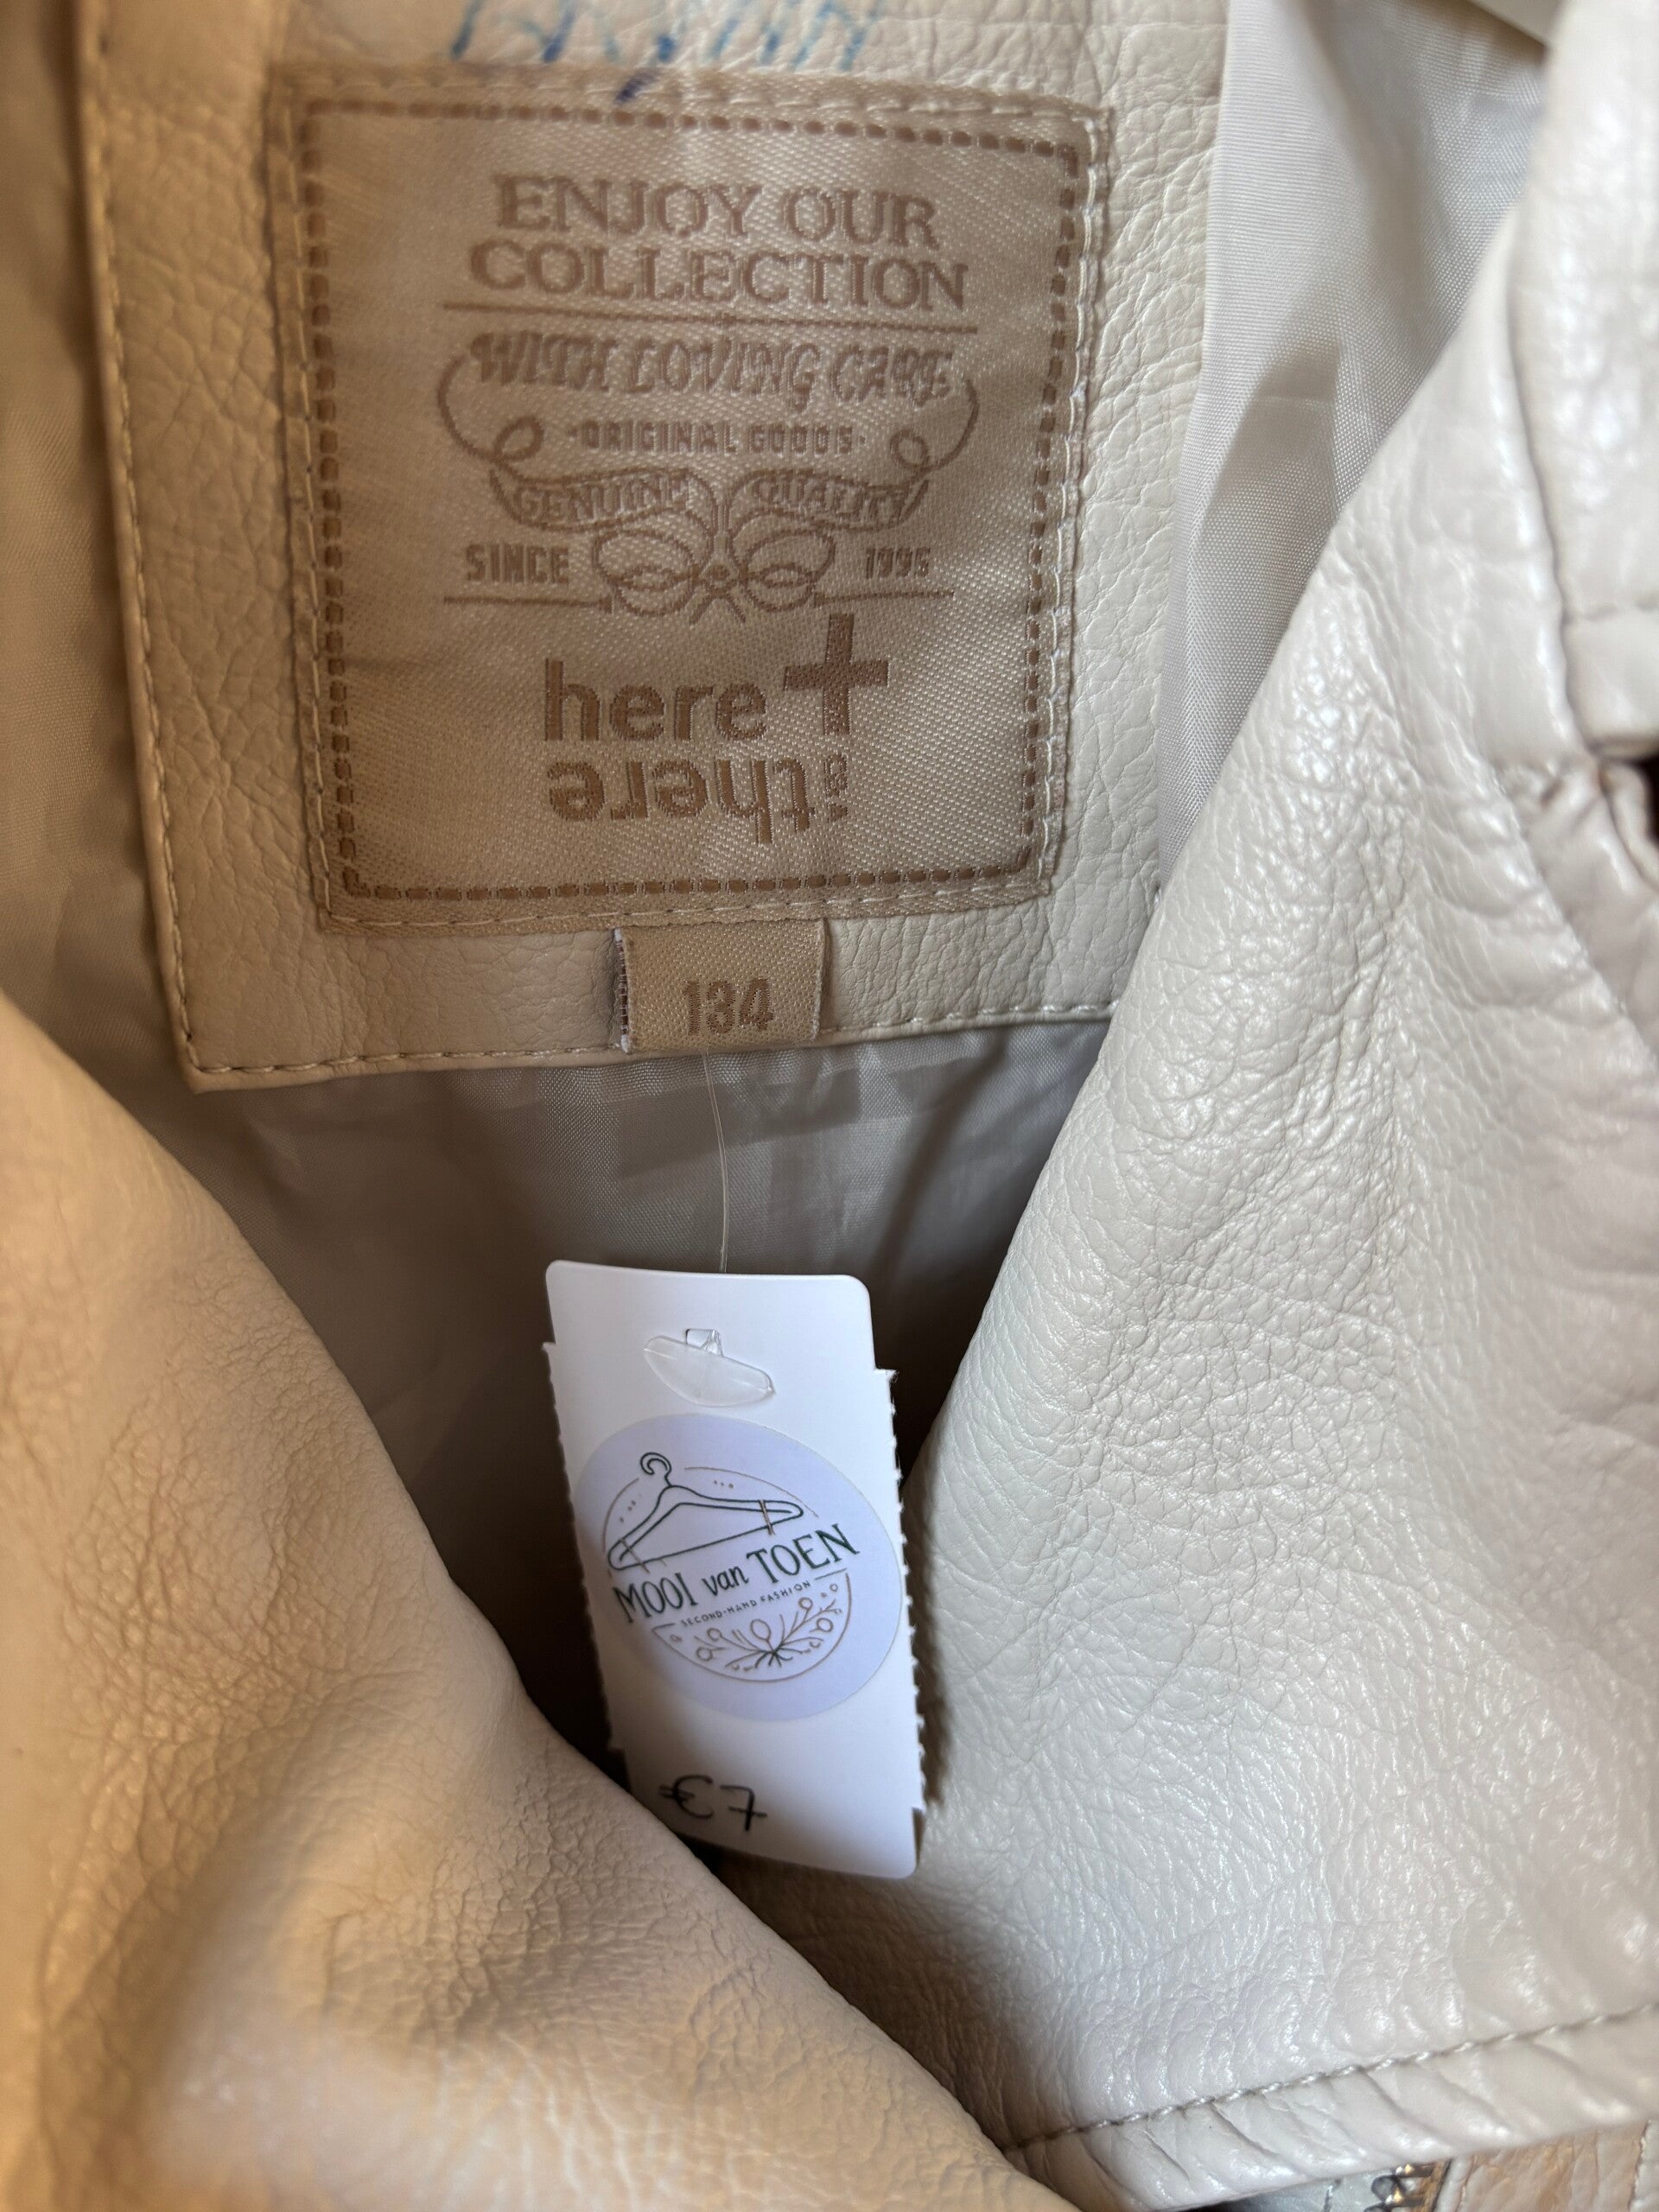 ENJOY OUR
COLLECTION
WITH LOVING CARE
·ORIGINAL GOODS·
GENUINE QUALITY
SINCE 1995
here +
there
134
MOOI van TOEN
SECOND-HAND FASHION
€7